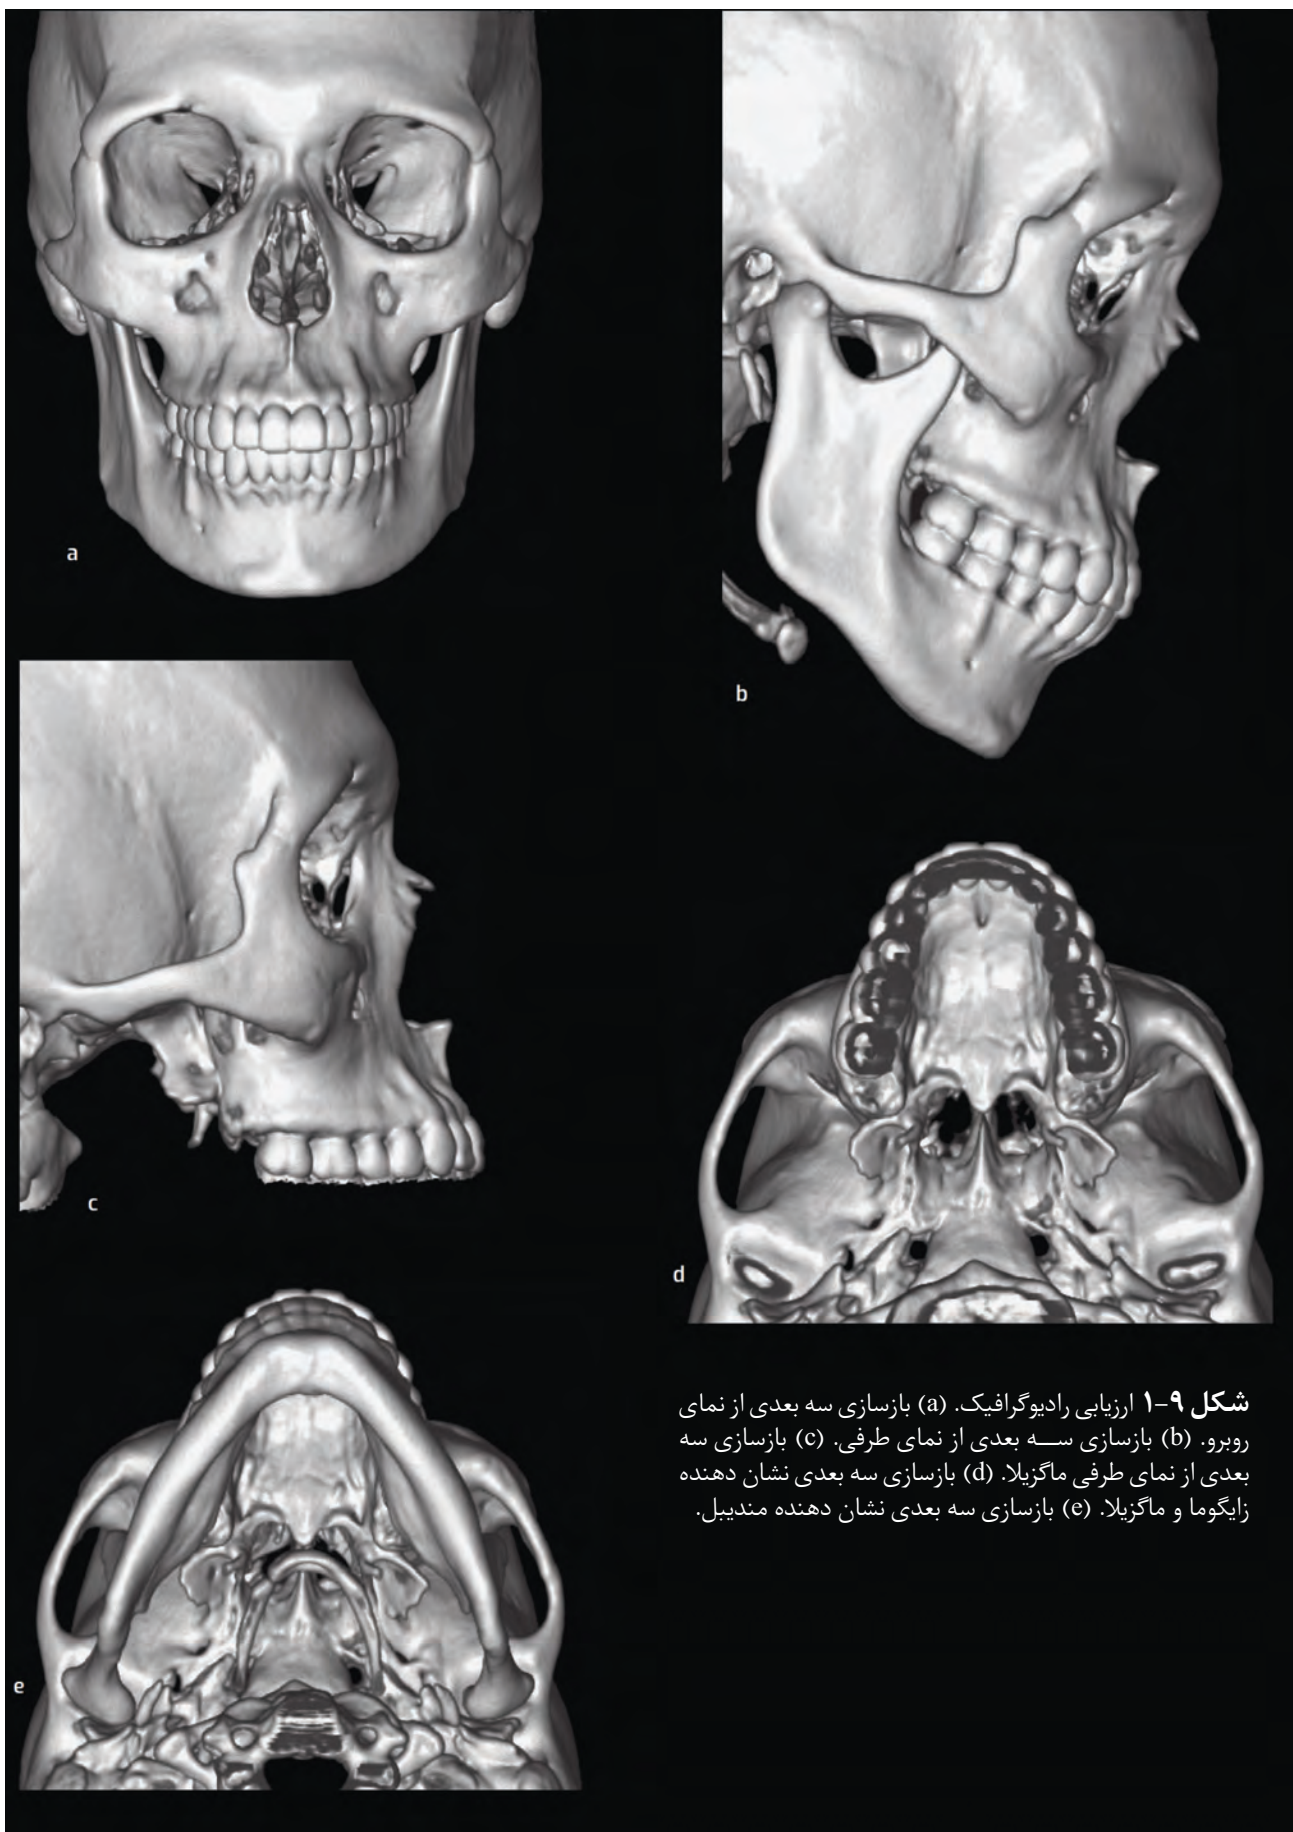 a
b
c
d
e
شکل ۹-۱ ارزیابی رادیوگرافیک. (a) بازسازی سه بعدی از نمای
روبرو. (b) بازسازی ســه بعدی از نمای طرفی. (c) بازسازی سه
بعدی از نمای طرفی ماگزیلا. (d) بازسازی سه بعدی نشان دهنده
زایگوما و ماگزیلا. (e) بازسازی سه بعدی نشان دهنده مندیبل.